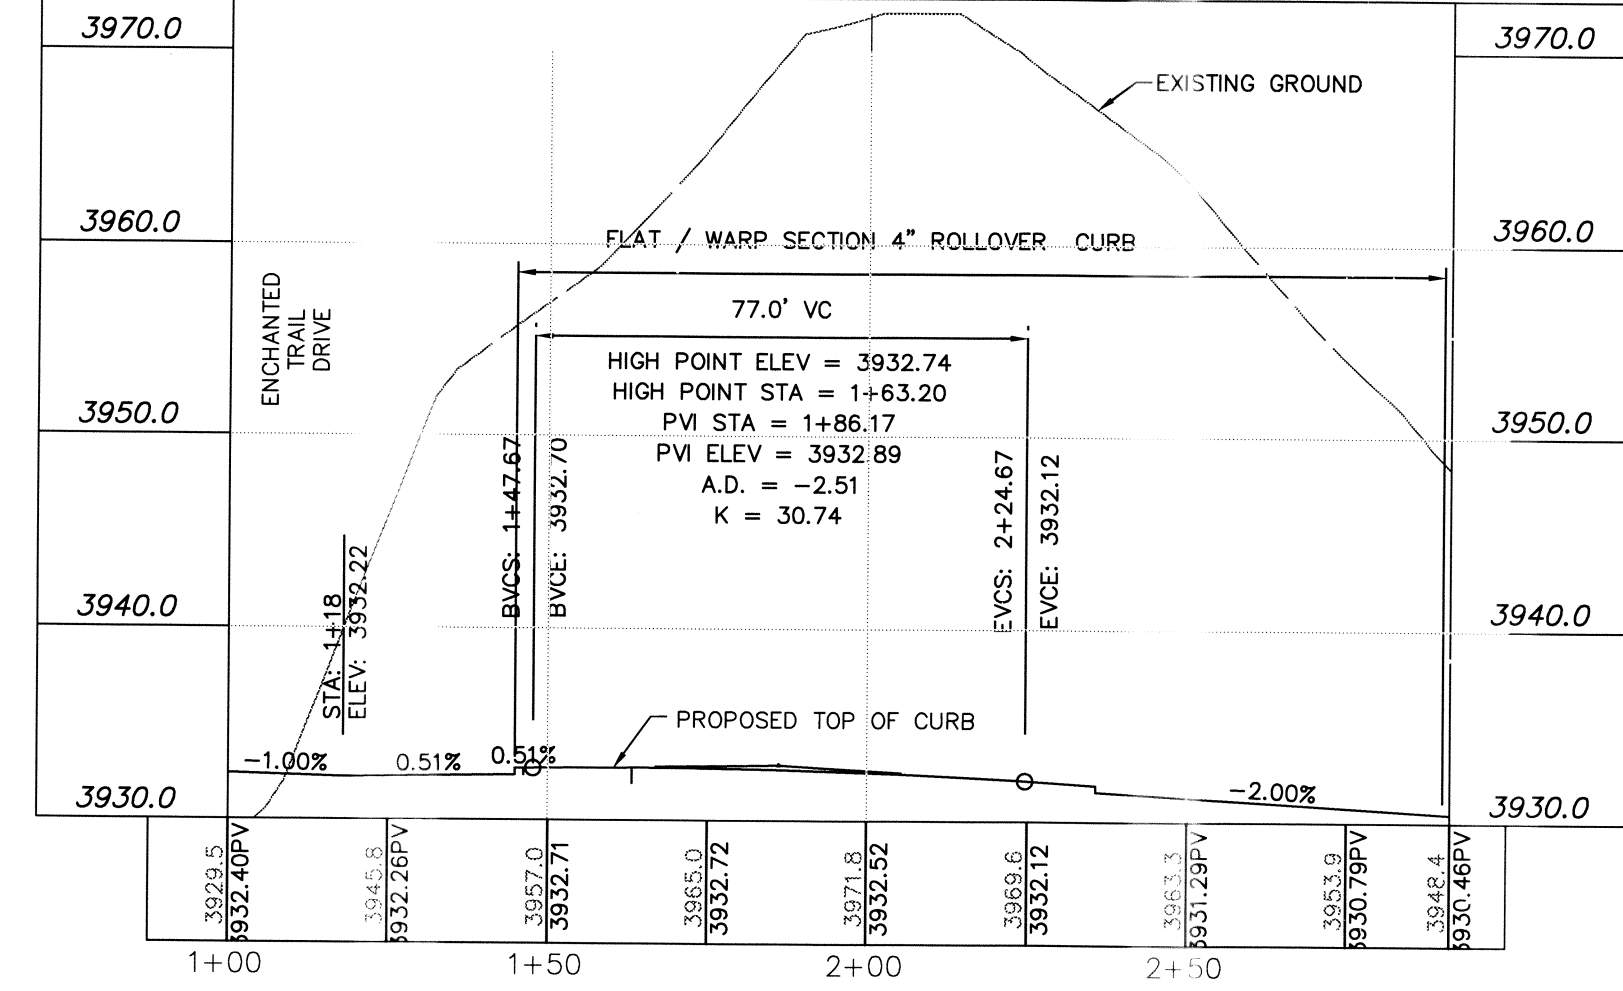 3970.0
3970.0
EXISTING GROUND
3960.0
3960.0
FLAT / WARP SECTION 4" ROLLOVER CURB
77.0' VC
ENCHANTED
TRAIL
DRIVE
HIGH POINT ELEV = 3932.74
HIGH POINT STA = 1+63.20
PVI STA = 1+86.17
PVI ELEV = 3932.89
A.D. = -2.51
K = 30.74
3950.0
3950.0
BVCS: 1+47.67
BVCE: 3932.70
EVCS: 2+24.67
EVCE: 3932.12
STA: 1+18
ELEV: 3932.22
3940.0
3940.0
PROPOSED TOP OF CURB
-1.00%
0.51%
0.51%
-2.00%
3930.0
3930.0
3929.5
3932.40PV
3945.8
3932.26PV
3957.0
3932.71
3965.0
3932.72
3971.8
3932.52
3969.6
3932.12
3963.3
3931.29PV
3953.9
3930.79PV
3948.4
3930.46PV
1+00
1+50
2+00
2+50